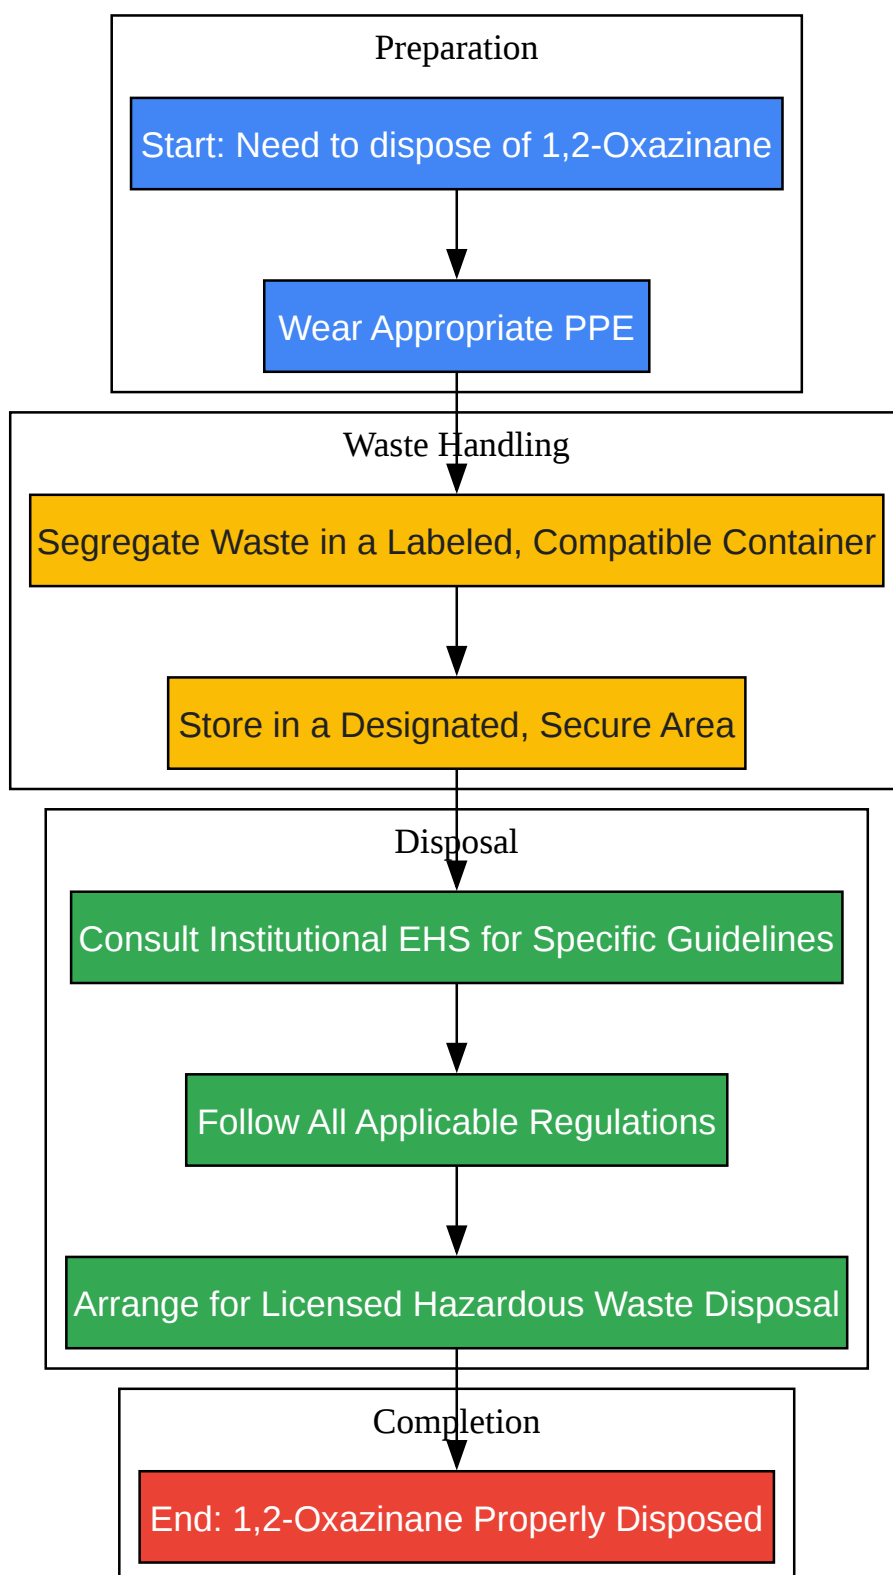 Preparation
Start: Need to dispose of 1,2-Oxazinane
Wear Appropriate PPE
Waste Handling
Segregate Waste in a Labeled, Compatible Container
Store in a Designated, Secure Area
Disposal
Consult Institutional EHS for Specific Guidelines
Follow All Applicable Regulations
Arrange for Licensed Hazardous Waste Disposal
Completion
End: 1,2-Oxazinane Properly Disposed